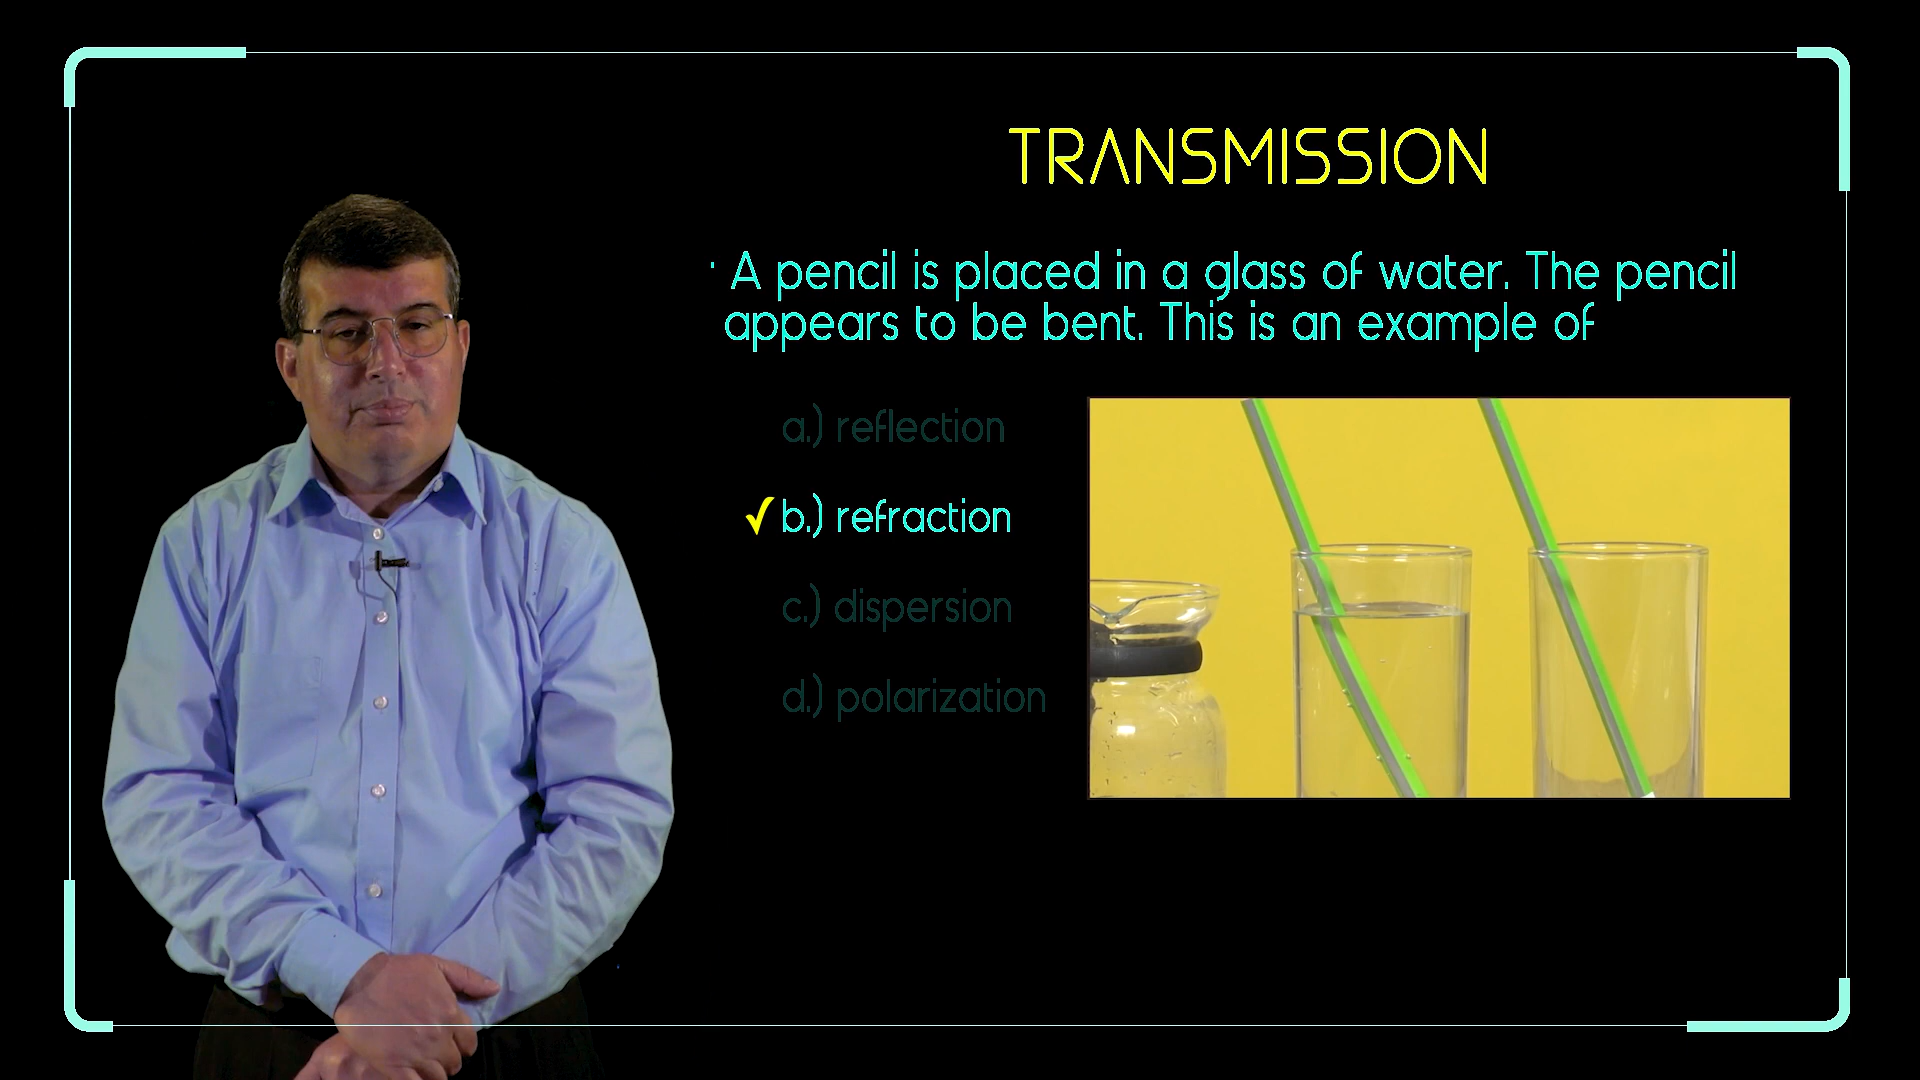 TRANSMISSION
· A pencil is placed in a glass of water. The pencil
appears to be bent. This is an example of
a.) reflection
✓ b.) refraction
c.) dispersion
d.) polarization